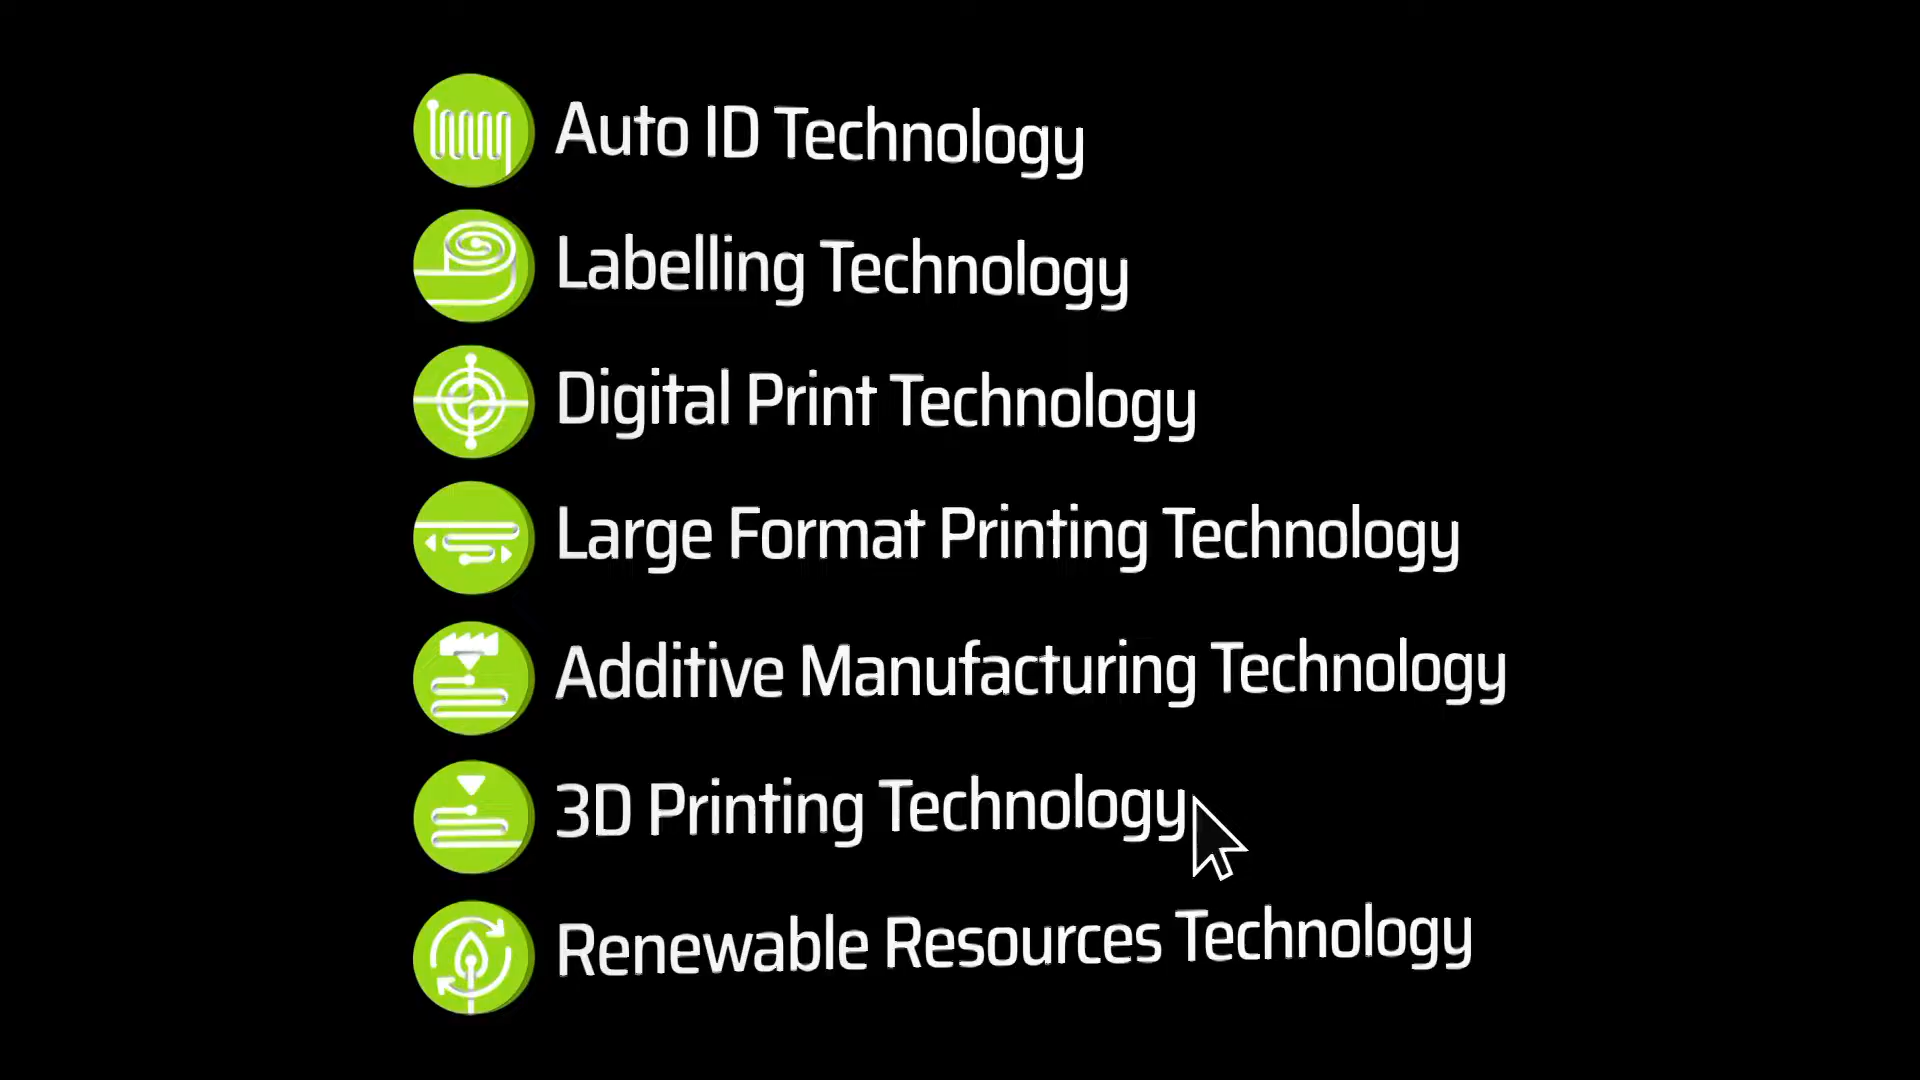 Auto ID Technology
Labelling Technology
Digital Print Technology
Large Format Printing Technology
Additive Manufacturing Technology
3D Printing Technology
Renewable Resources Technology